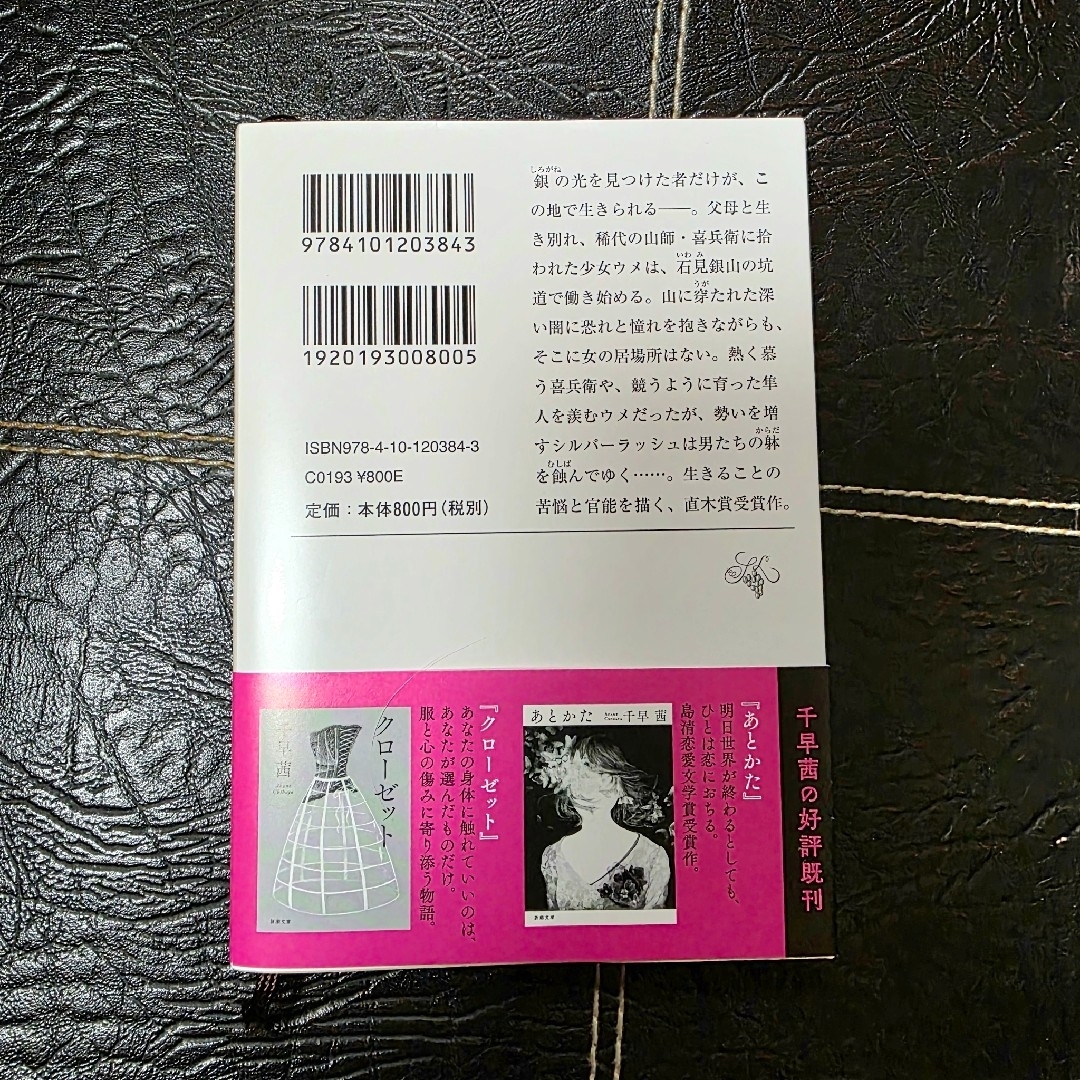 9784101203843
1920193008005
ISBN978-4-10-120384-3
C0193 ¥800E
定価：本体800円(税別)
しろがね
銀の光を見つけた者だけが、こ
の地で生きられる――。父母と生
き別れ、稀代の山師・喜兵衛に拾
いわみ
われた少女ウメは、石見銀山の坑
うが
道で働き始める。山に穿たれた深
い闇に恐れと憧れを抱きながらも、
そこに女の居場所はない。熱く慕
う喜兵衛や、競うように育った隼
人を羨むウメだったが、勢いを増
からだ
すシルバーラッシュは男たちの躰
むしば
を蝕んでゆく……。生きることの
苦悩と官能を描く、直木賞受賞作。
千早茜の好評既刊
『あとかた』
明日世界が終わるとしても、
ひとは恋におちる。
島清恋愛文学賞受賞作。
あとかた
Akane
Chihaya
千早 茜
新潮文庫
『クローゼット』
あなたの身体に触れていいのは、
あなたが選んだものだけ。
服と心の傷みに寄り添う物語。
クローゼット
千早 茜
Akane
Chihaya
新潮文庫